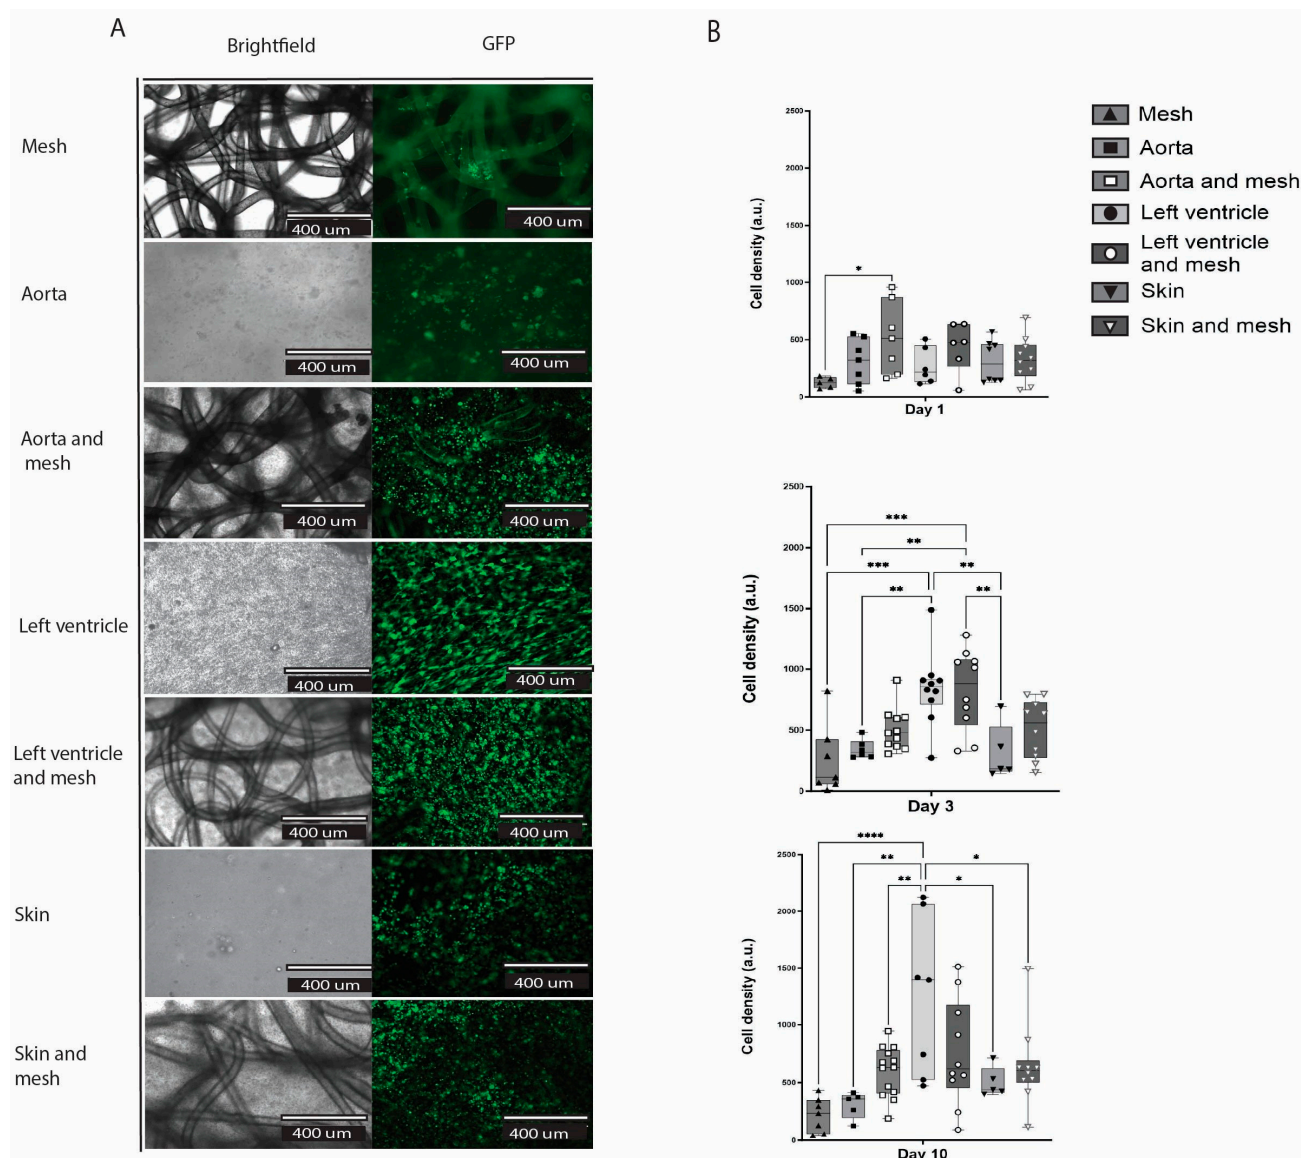 A
Brightfield
GFP
Mesh
400 um
400 um
Aorta
400 um
400 um
Aorta and
mesh
400 um
400 um
Left ventricle
400 um
400 um
Left ventricle
and mesh
400 um
400 um
Skin
400 um
400 um
Skin and
mesh
400 um
400 um
B
2500
2000
1500
1000
500
0
Cell density (a.u.)
*
Day 1
Mesh
Aorta
Aorta and mesh
Left ventricle
Left ventricle
and mesh
Skin
Skin and mesh
2500
2000
1500
1000
500
0
Cell density (a.u.)
***
**
***
**
**
**
Day 3
2500
2000
1500
1000
500
0
Cell density (a.u.)
****
**
*
**
*
Day 10